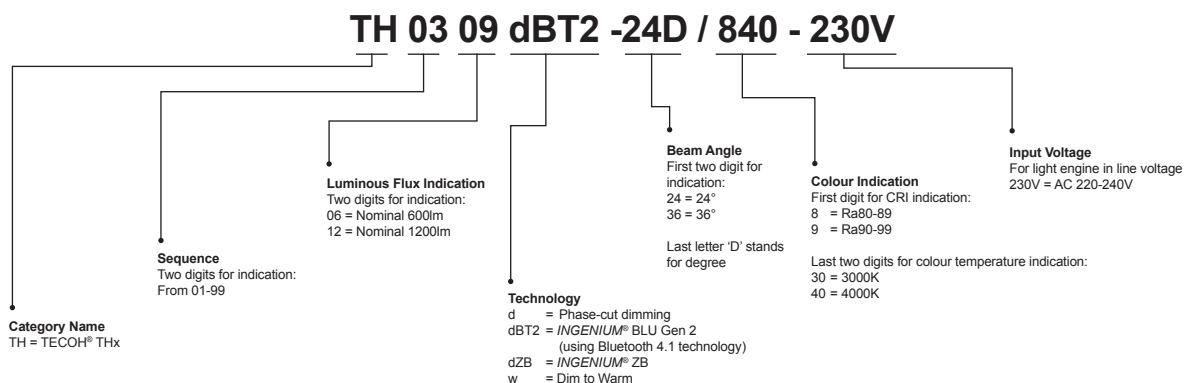 TH 03 09 dBT2 -24D / 840 - 230V
Category Name
TH = TECOH® THx
Sequence
Two digits for indication:
From 01-99
Luminous Flux Indication
Two digits for indication:
06 = Nominal 600lm
12 = Nominal 1200lm
Technology
d = Phase-cut dimming
dBT2 = INGENIUM® BLU Gen 2
(using Bluetooth 4.1 technology)
dZB = INGENIUM® ZB
w = Dim to Warm
Beam Angle
First two digit for
indication:
24 = 24°
36 = 36°
Last letter ‘D’ stands
for degree
Colour Indication
First digit for CRI indication:
8 = Ra80-89
9 = Ra90-99
Last two digits for colour temperature indication:
30 = 3000K
40 = 4000K
Input Voltage
For light engine in line voltage
230V = AC 220-240V